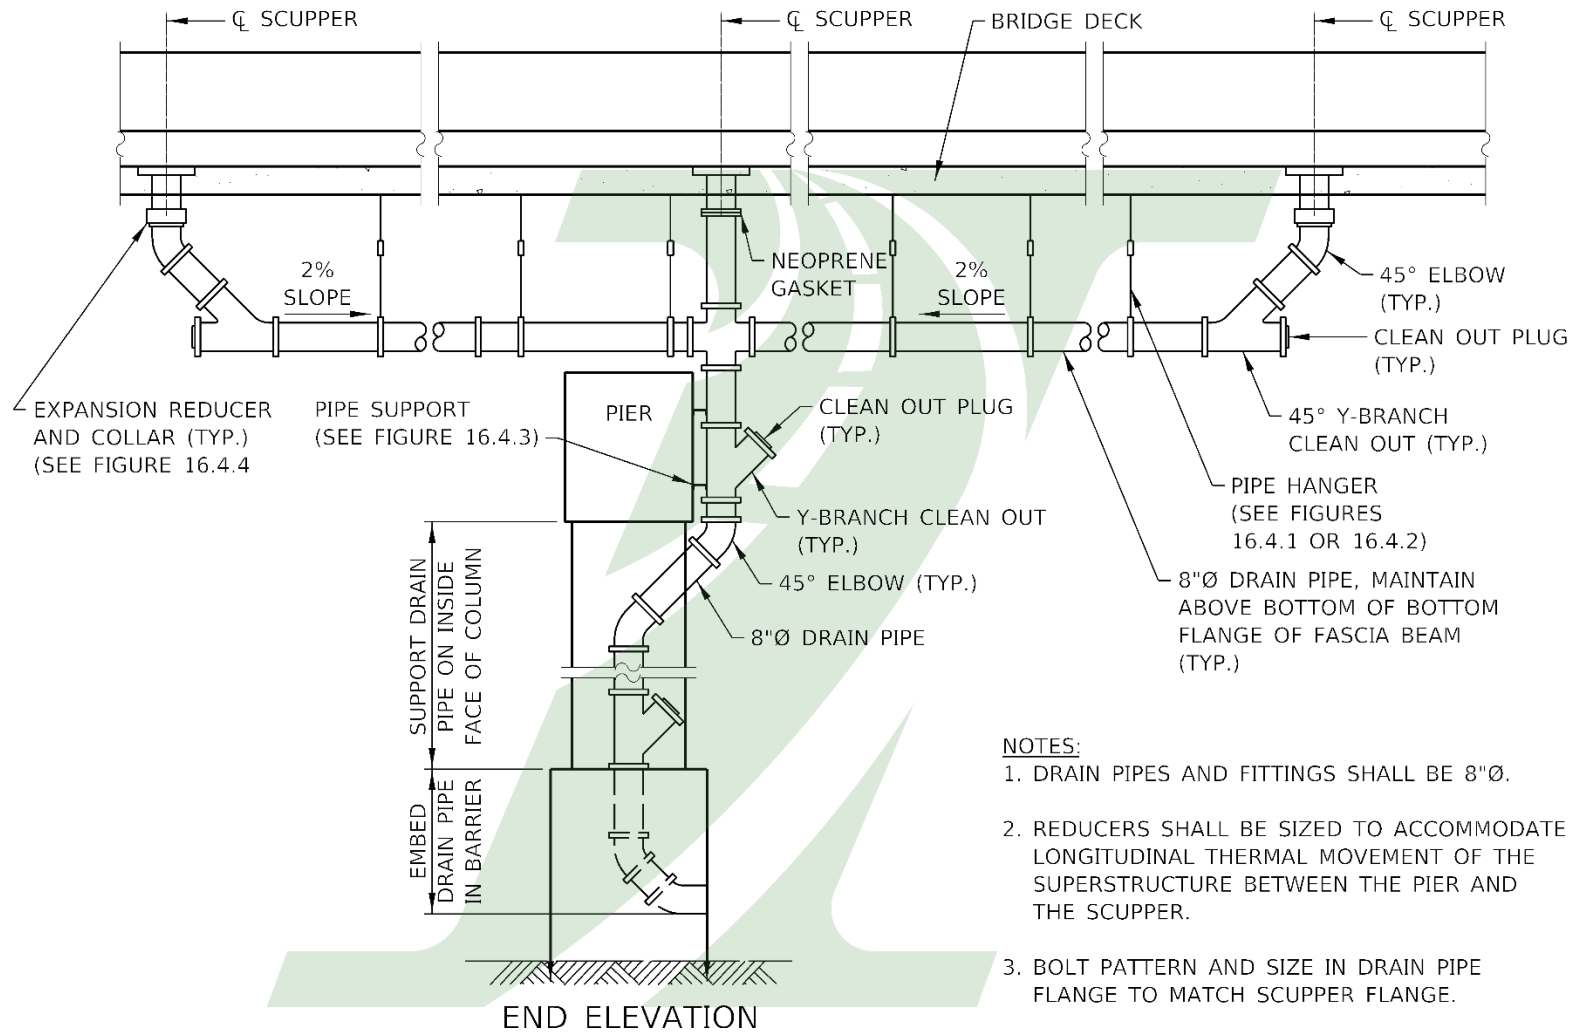 ℄ SCUPPER
℄ SCUPPER
BRIDGE DECK
℄ SCUPPER
NEOPRENE
GASKET
2%
SLOPE
2%
SLOPE
45° ELBOW
(TYP.)
CLEAN OUT PLUG
(TYP.)
EXPANSION REDUCER
AND COLLAR (TYP.)
(SEE FIGURE 16.4.4
PIPE SUPPORT
(SEE FIGURE 16.4.3)
PIER
CLEAN OUT PLUG
(TYP.)
45° Y-BRANCH
CLEAN OUT (TYP.)
PIPE HANGER
(SEE FIGURES
16.4.1 OR 16.4.2)
Y-BRANCH CLEAN OUT
(TYP.)
45° ELBOW (TYP.)
8"Ø DRAIN PIPE, MAINTAIN
ABOVE BOTTOM OF BOTTOM
FLANGE OF FASCIA BEAM
(TYP.)
8"Ø DRAIN PIPE
SUPPORT DRAIN
PIPE ON INSIDE
FACE OF COLUMN
EMBED
DRAIN PIPE
IN BARRIER
NOTES:
1. DRAIN PIPES AND FITTINGS SHALL BE 8"Ø.
2. REDUCERS SHALL BE SIZED TO ACCOMMODATE
LONGITUDINAL THERMAL MOVEMENT OF THE
SUPERSTRUCTURE BETWEEN THE PIER AND
THE SCUPPER.
3. BOLT PATTERN AND SIZE IN DRAIN PIPE
FLANGE TO MATCH SCUPPER FLANGE.
END ELEVATION